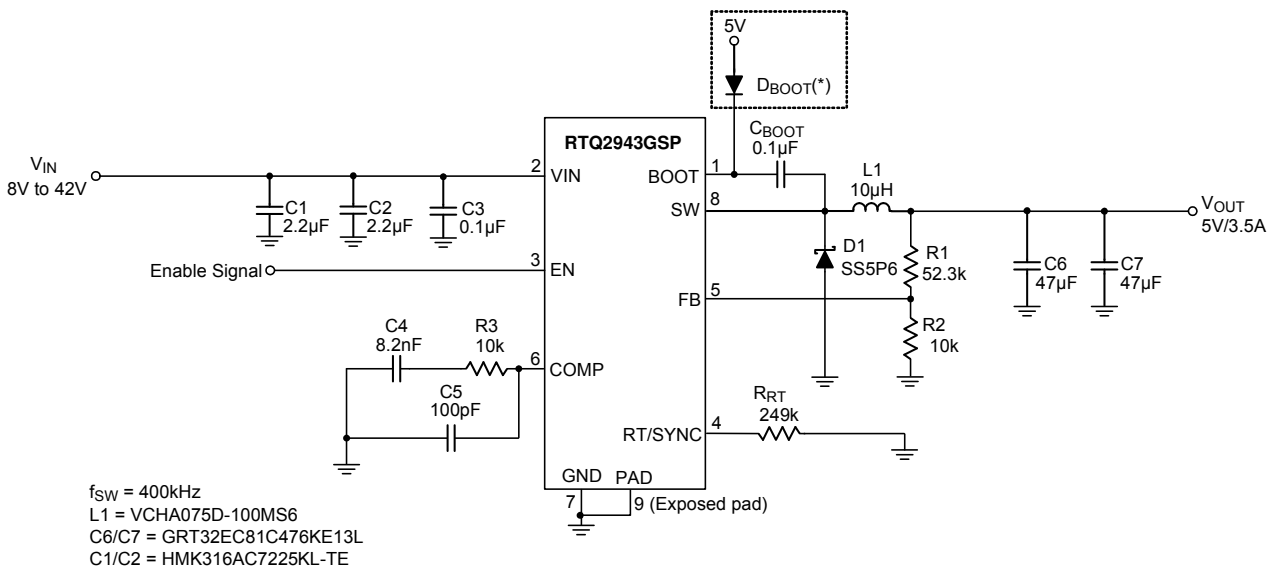 5V
DBOOT(*)
RTQ2943GSP
CBOOT
0.1µF
VIN
8V to 42V
2
VIN
BOOT
1
L1
10µH
SW
8
VOUT
5V/3.5A
C1
2.2µF
C2
2.2µF
C3
0.1µF
Enable Signal
3
EN
D1
SS5P6
R1
52.3k
C6
47µF
C7
47µF
FB
5
R2
10k
C4
8.2nF
R3
10k
6
COMP
C5
100pF
RRT
249k
RT/SYNC
4
GND
PAD
7
9 (Exposed pad)
fSW = 400kHz
L1 = VCHA075D-100MS6
C6/C7 = GRT32EC81C476KE13L
C1/C2 = HMK316AC7225KL-TE